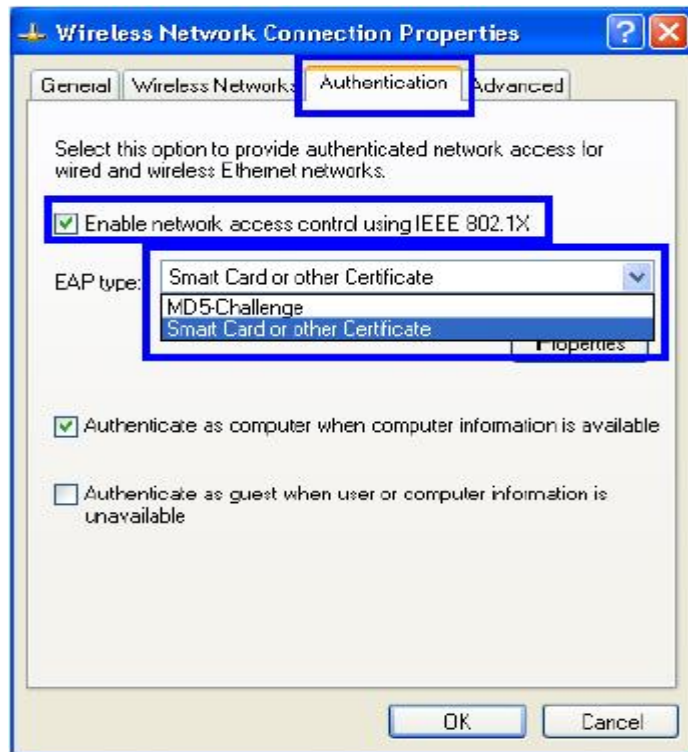 Wireless Network Connection Properties
General Wireless Networks Authentication Advanced
Select this option to provide authenticated network access for
wired and wireless Ethernet networks.
Enable network access control using IEEE 802.1X
EAP type: Smart Card or other Certificate
MD5-Challenge
Smart Card or other Certificate
Properties
Authenticate as computer when computer information is available
Authenticate as guest when user or computer information is
unavailable
OK Cancel